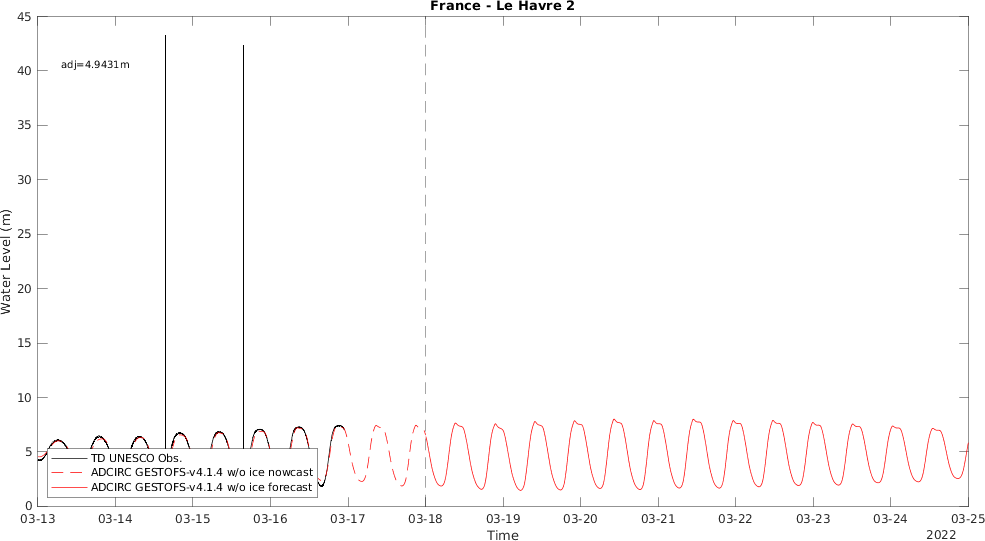 France - Le Havre 2
45
40
35
30
25
20
15
10
5
0
Water Level (m)
adj=4.9431m
TD UNESCO Obs.
ADCIRC GESTOFS-v4.1.4 w/o ice nowcast
ADCIRC GESTOFS-v4.1.4 w/o ice forecast
03-13 03-14 03-15 03-16 03-17 03-18 03-19 03-20 03-21 03-22 03-23 03-24 03-25
Time
2022